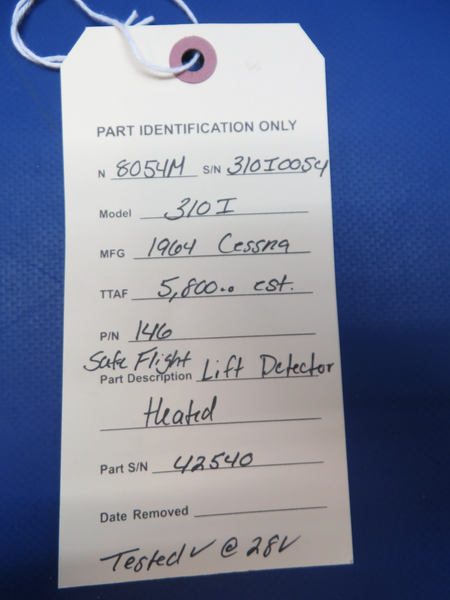 PART IDENTIFICATION ONLY
N 8054M S/N 310I0054
Model 310 I
MFG 1964 Cessna
TTAF 5,800.. est.
P/N 146
Safe Flight
Part Description Lift Detector
Heated
Part S/N 42540
Date Removed
Tested✓ @ 28V